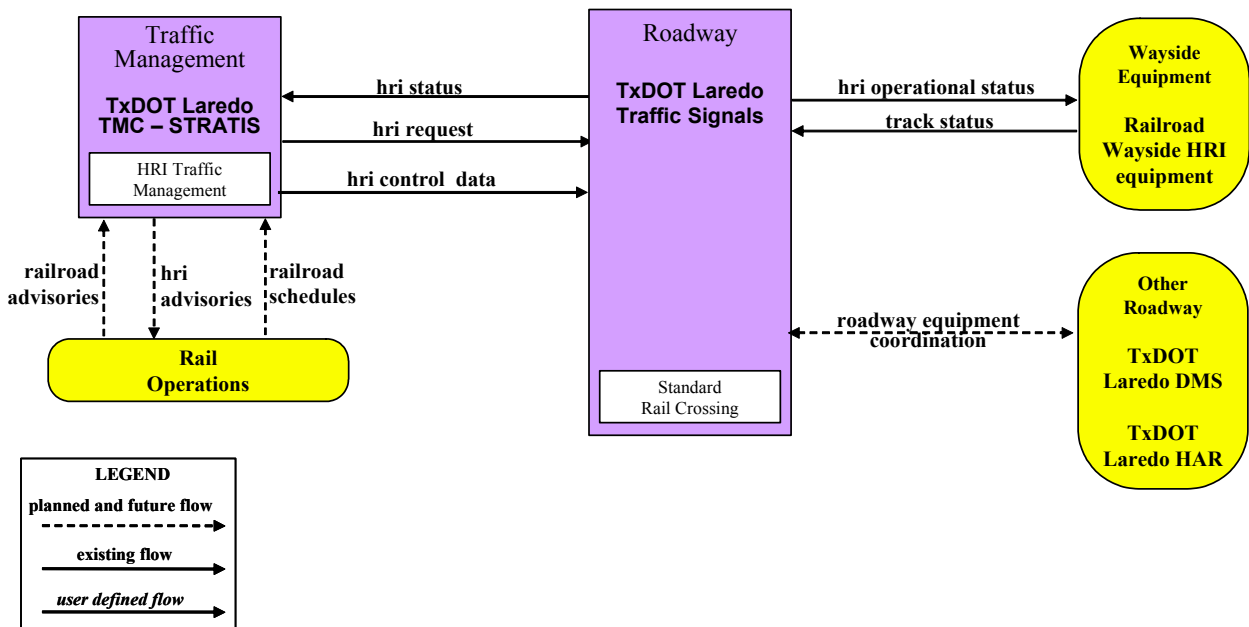 Traffic
Management
TxDOT Laredo
TMC – STRATIS
HRI Traffic
Management
hri status
hri request
hri control data
Roadway
TxDOT Laredo
Traffic Signals
Standard
Rail Crossing
hri operational status
track status
Wayside
Equipment
Railroad
Wayside HRI
equipment
railroad
advisories
hri
advisories
railroad
schedules
Rail
Operations
roadway equipment
coordination
Other
Roadway
TxDOT
Laredo DMS
TxDOT
Laredo HAR
LEGEND
planned and future flow
existing flow
user defined flow